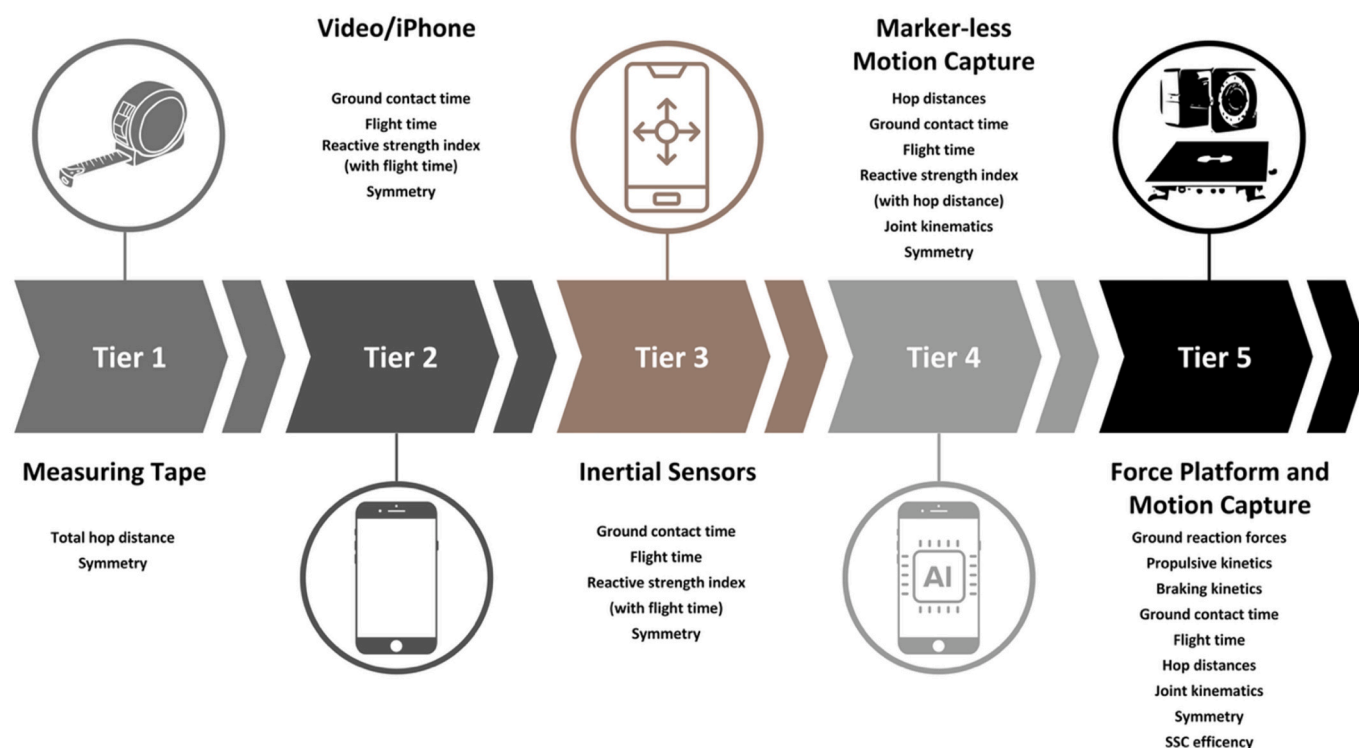 Video/iPhone
Ground contact time
Flight time
Reactive strength index
(with flight time)
Symmetry
Marker-less
Motion Capture
Hop distances
Ground contact time
Flight time
Reactive strength index
(with hop distance)
Joint kinematics
Symmetry
Tier 1
Tier 2
Tier 3
Tier 4
Tier 5
Measuring Tape
Total hop distance
Symmetry
Inertial Sensors
Ground contact time
Flight time
Reactive strength index
(with flight time)
Symmetry
AI
Force Platform and
Motion Capture
Ground reaction forces
Propulsive kinetics
Braking kinetics
Ground contact time
Flight time
Hop distances
Joint kinematics
Symmetry
SSC efficency